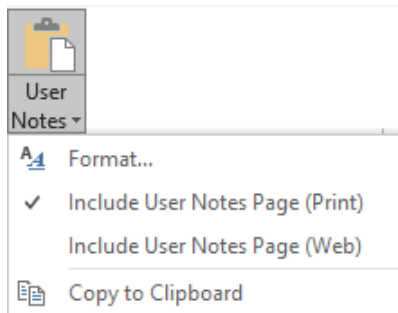 User
Notes
Format...
Include User Notes Page (Print)
Include User Notes Page (Web)
Copy to Clipboard